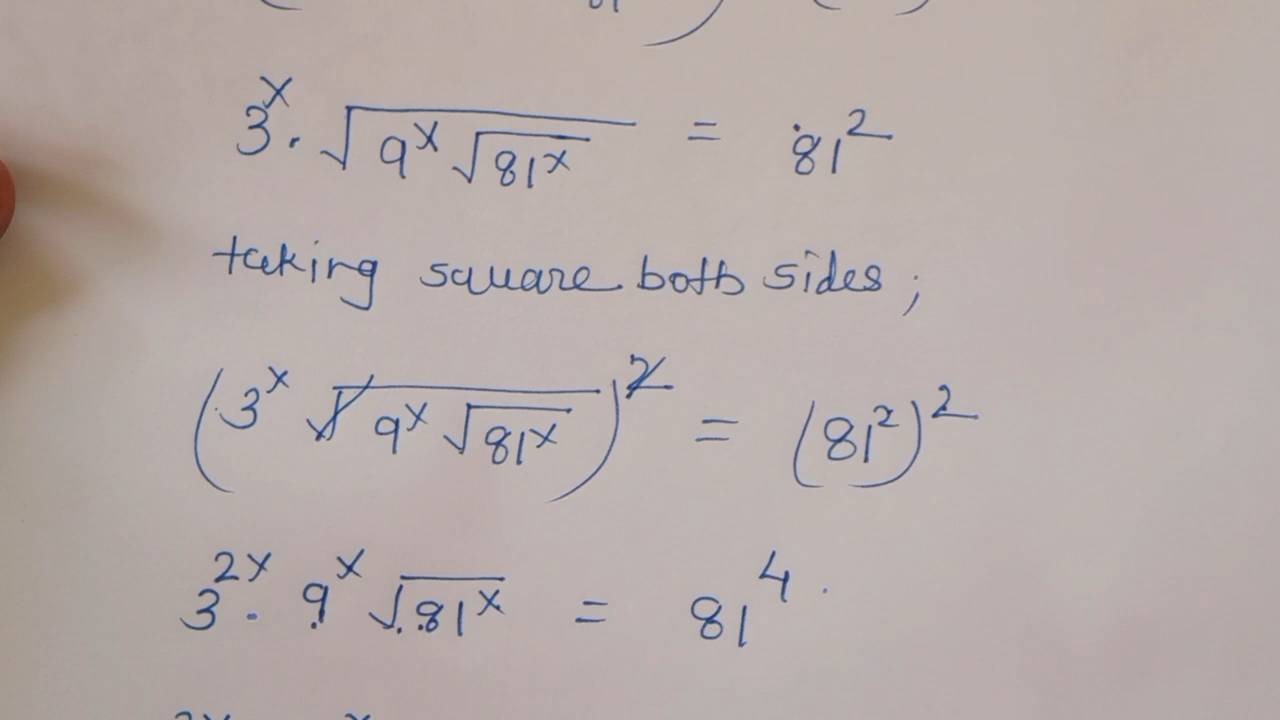 3^x · √(9^x √(81^x)) = 81^2
taking square both sides;
(3^x √(9^x √(81^x)))^2 = (81^2)^2
3^2x · 9^x √(81^x) = 81^4